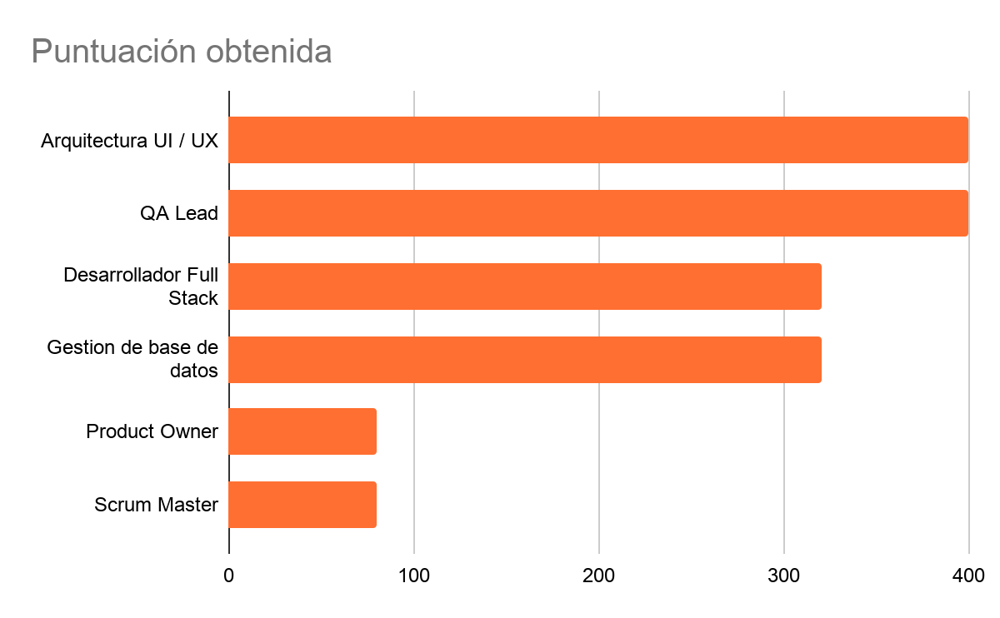 Puntuación obtenida
Arquitectura UI / UX
QA Lead
Desarrollador Full
Stack
Gestion de base de
datos
Product Owner
Scrum Master
0 100 200 300 400